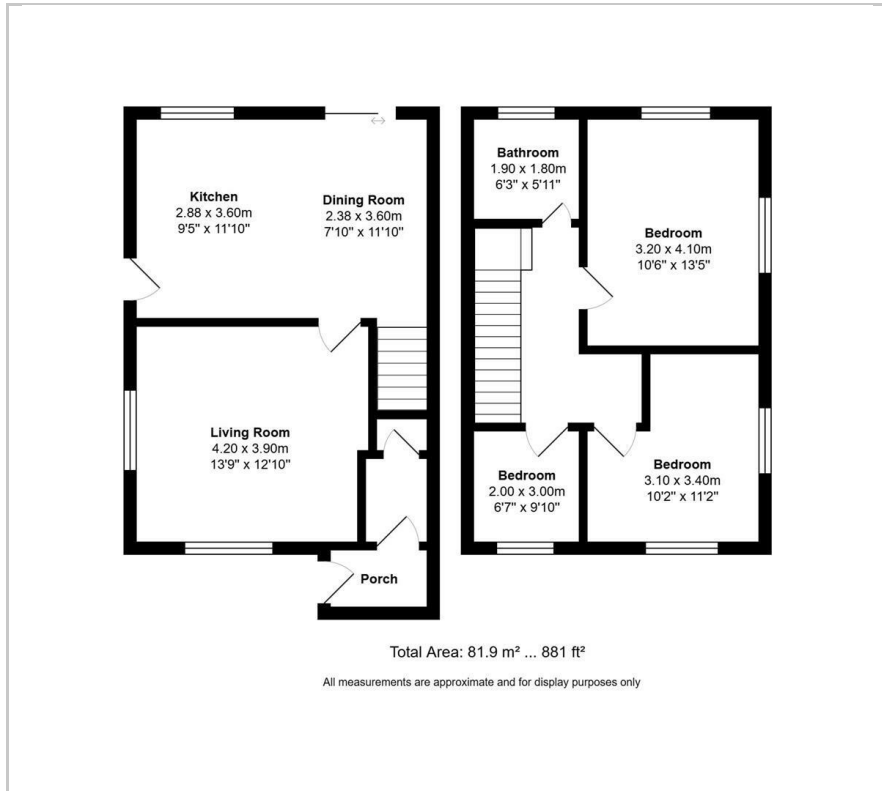 Kitchen
2.88 x 3.60m
9'5" x 11'10"
Dining Room
2.38 x 3.60m
7'10" x 11'10"
Living Room
4.20 x 3.90m
13'9" x 12'10"
Porch
Bathroom
1.90 x 1.80m
6'3" x 5'11"
Bedroom
3.20 x 4.10m
10'6" x 13'5"
Bedroom
2.00 x 3.00m
6'7" x 9'10"
Bedroom
3.10 x 3.40m
10'2" x 11'2"
Total Area: 81.9 m² ... 881 ft²
All measurements are approximate and for display purposes only